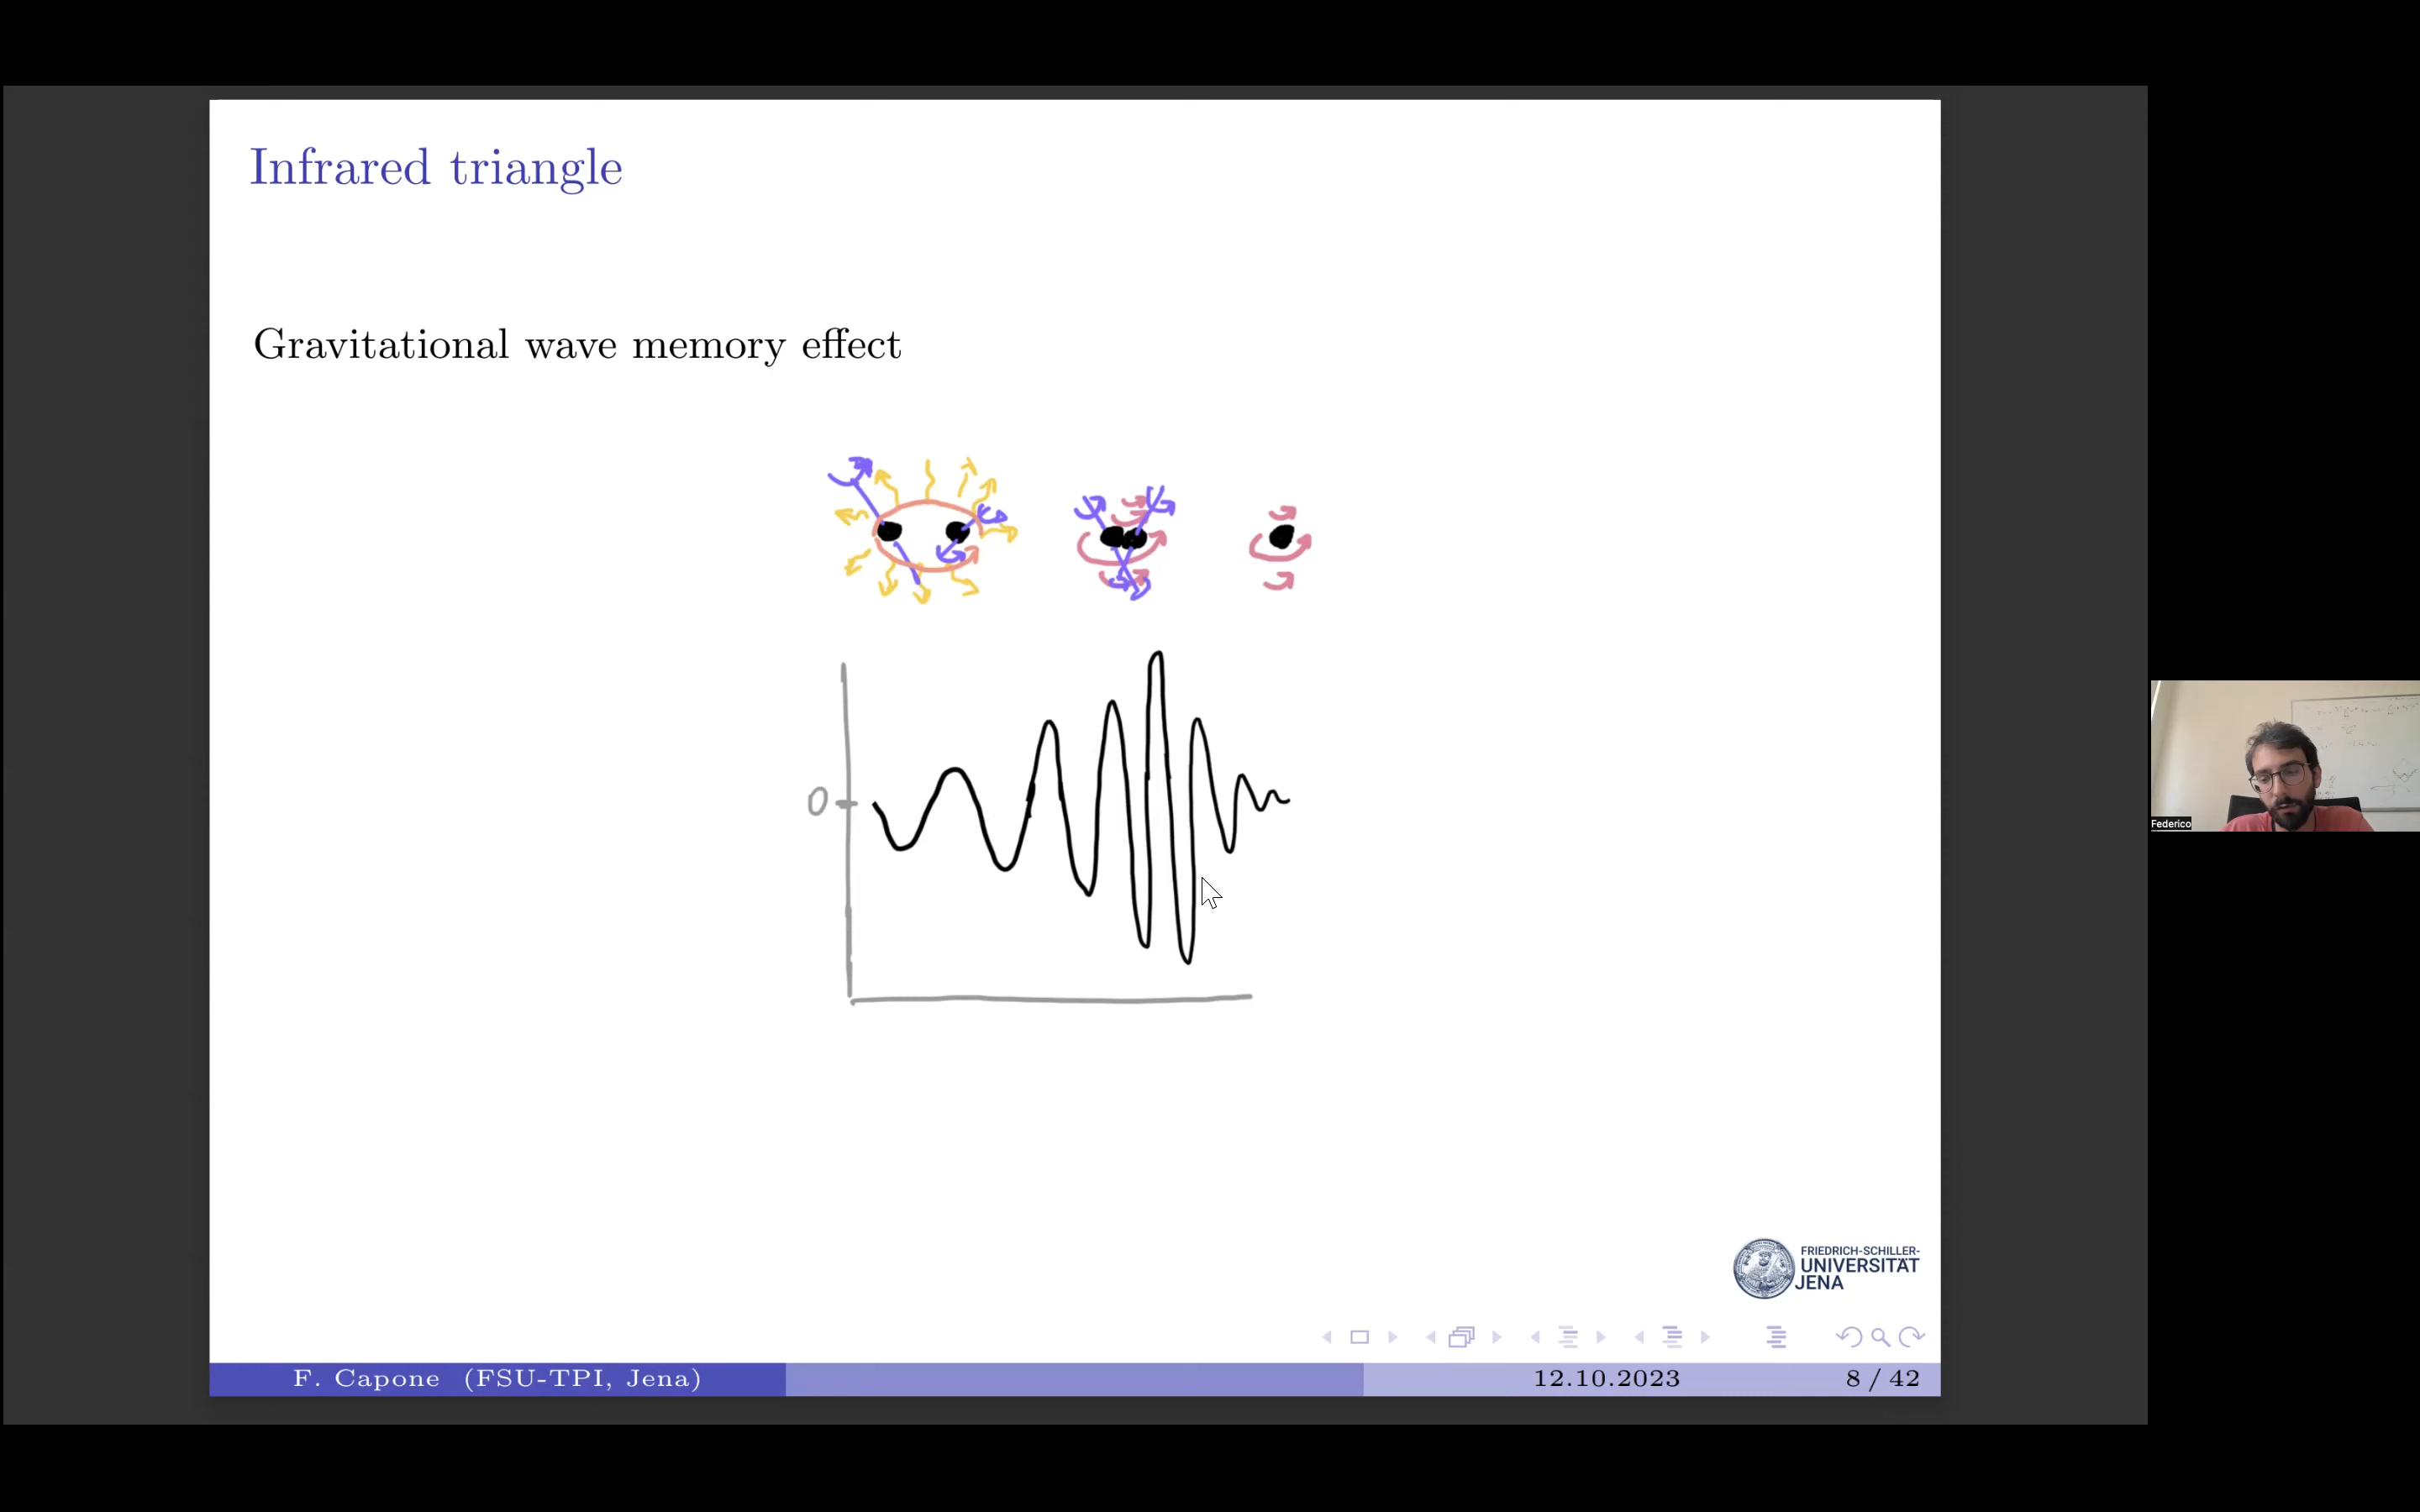 Infrared triangle
Gravitational wave memory effect
0
FRIEDRICH-SCHILLER-
UNIVERSITÄT
JENA
F. Capone (FSU-TPI, Jena)
12.10.2023
8 / 42
Federico